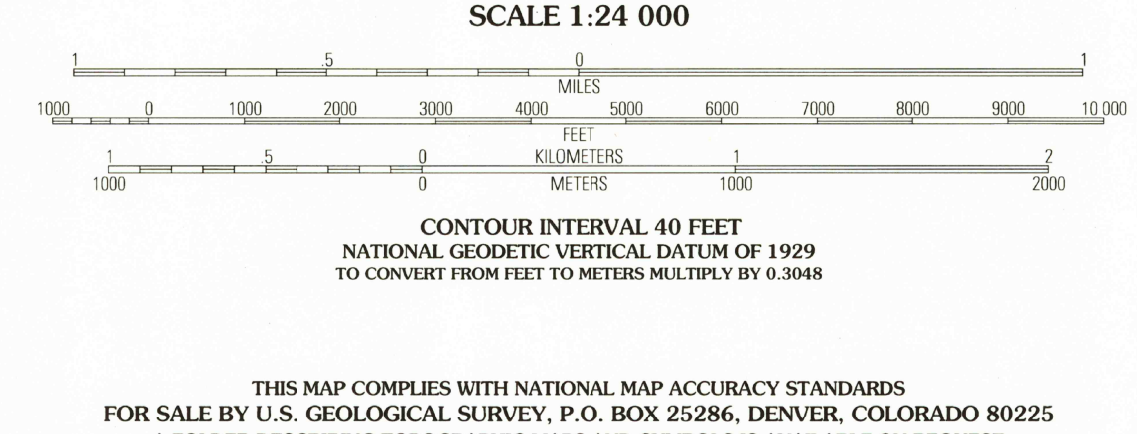 SCALE 1:24 000
1 .5 0 1
MILES
1000 0 1000 2000 3000 4000 5000 6000 7000 8000 9000 10 000
FEET
1 .5 0 KILOMETERS 1 2
1000 0 METERS 1000 2000
CONTOUR INTERVAL 40 FEET
NATIONAL GEODETIC VERTICAL DATUM OF 1929
TO CONVERT FROM FEET TO METERS MULTIPLY BY 0.3048
THIS MAP COMPLIES WITH NATIONAL MAP ACCURACY STANDARDS
FOR SALE BY U.S. GEOLOGICAL SURVEY, P.O. BOX 25286, DENVER, COLORADO 80225